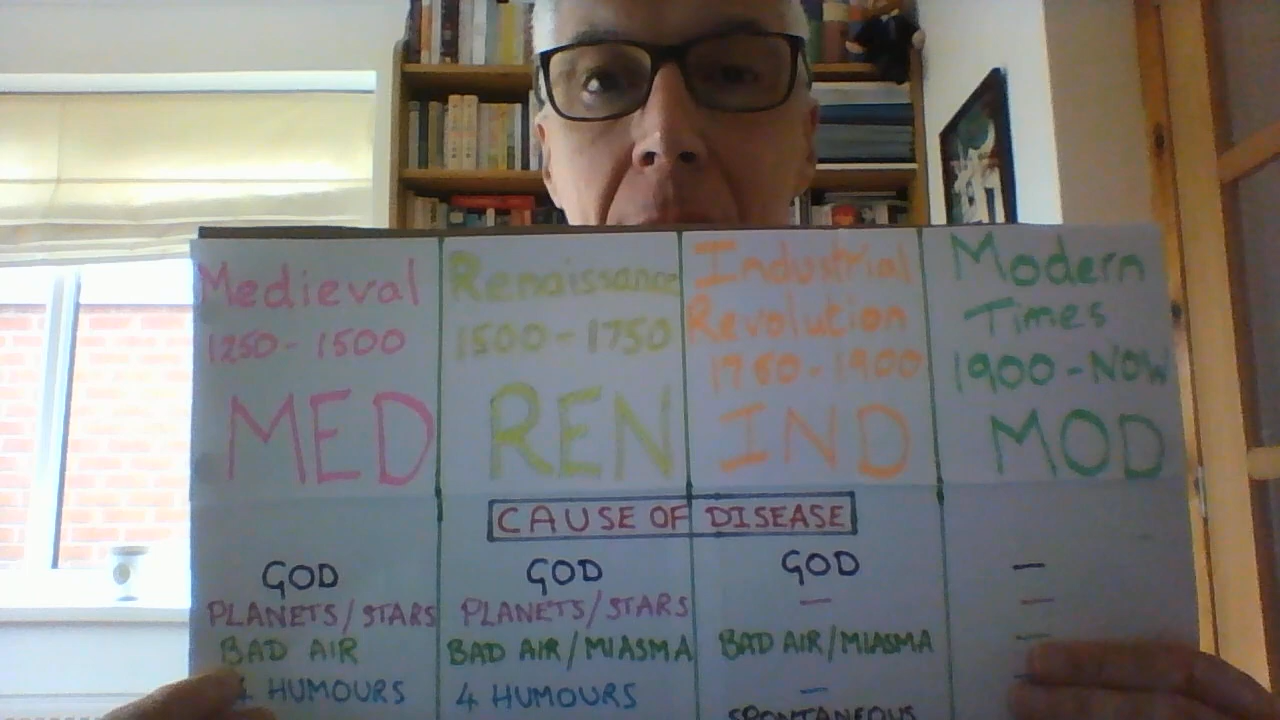 Medieval
1250 - 1500
MED
Renaissance
1500 - 1750
REN
Industrial
Revolution
1750 - 1900
IND
Modern
Times
1900 - NOW
MOD
CAUSE OF DISEASE
GOD
PLANETS/STARS
BAD AIR
4 HUMOURS
GOD
PLANETS/STARS
BAD AIR/MIASMA
4 HUMOURS
GOD
—
BAD AIR/MIASMA
—
SPONTANEOUS
—
—
—
—